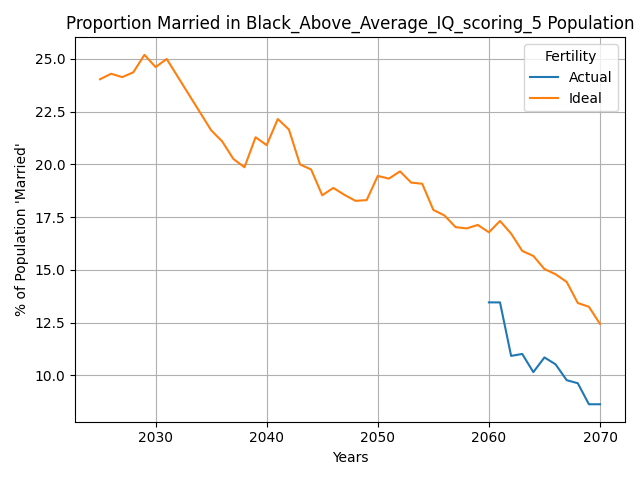 Proportion Married in Black_Above_Average_IQ_scoring_5 Population
% of Population 'Married'
25.0
22.5
20.0
17.5
15.0
12.5
10.0
Fertility
Actual
Ideal
2030 2040 2050 2060 2070
Years